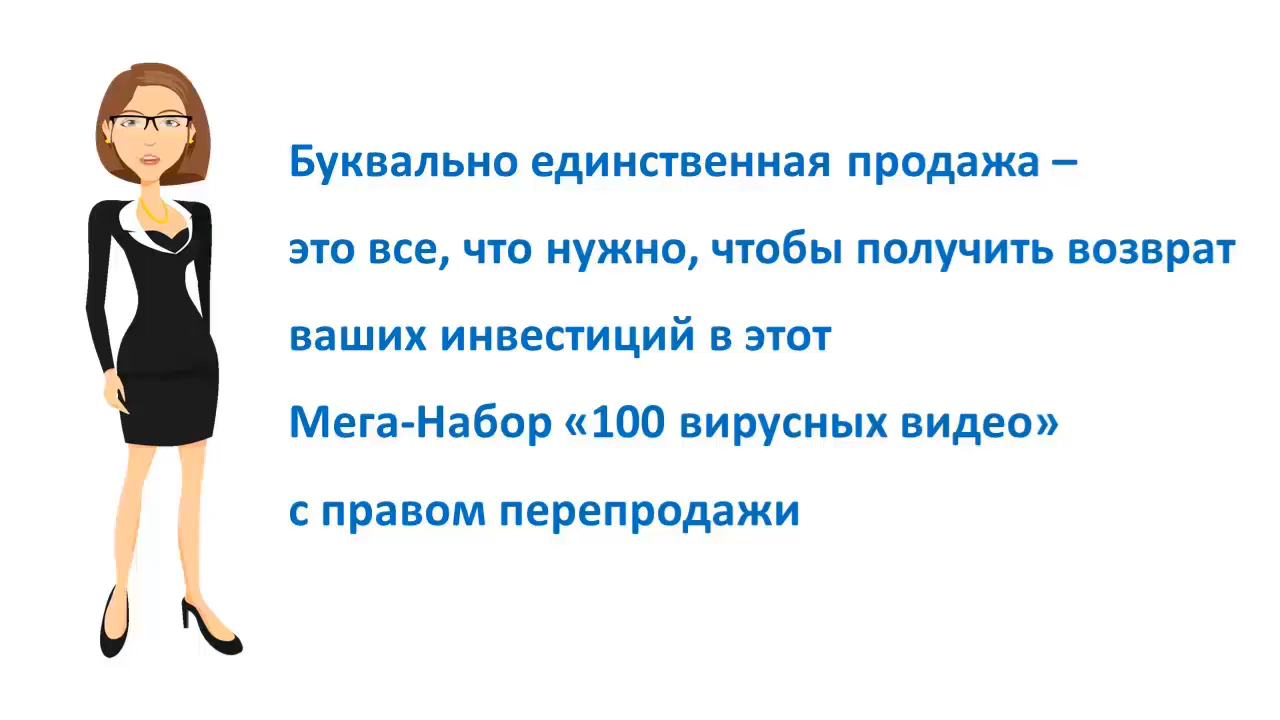 Буквально единственная продажа –
это все, что нужно, чтобы получить возврат
ваших инвестиций в этот
Мега-Набор «100 вирусных видео»
с правом перепродажи